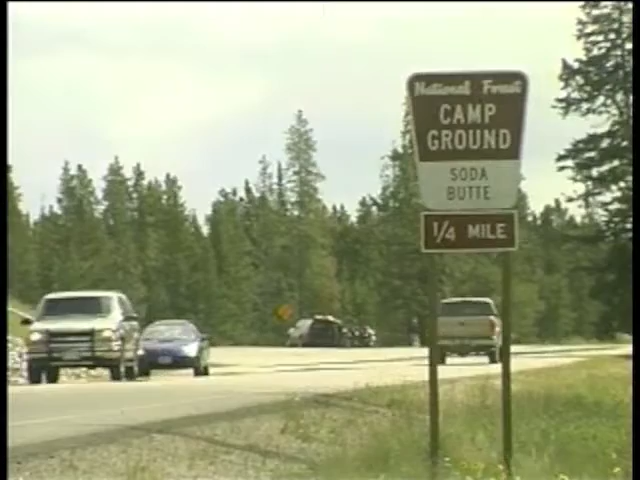 National Forest
CAMP
GROUND
SODA
BUTTE
1/4 MILE